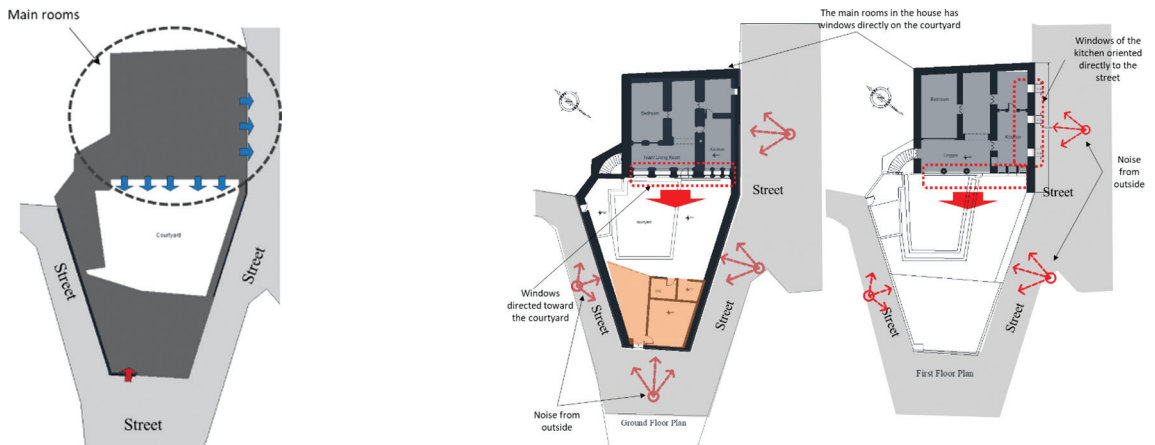 Main rooms
Courtyard
Street
Street
Street
The main rooms in the house has
windows directly on the courtyard
Windows of the
kitchen oriented
directly to the
street
Bedroom
Kitchen
Street
Windows
directed toward
the courtyard
Street
Street
Noise from
outside
Ground Floor Plan
Bedroom
Kitchen
Street
Noise
from
outside
Street
Street
First Floor Plan